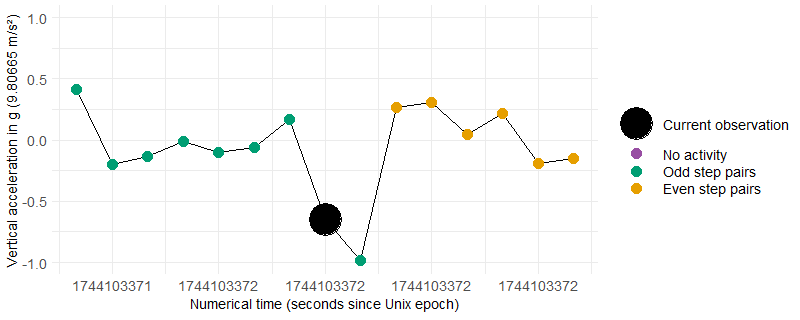 Vertical acceleration in g (9.80665 m/s²)
1.0
0.5
0.0
-0.5
-1.0
1744103371 1744103372 1744103372 1744103372 1744103372
Numerical time (seconds since Unix epoch)
Current observation
No activity
Odd step pairs
Even step pairs